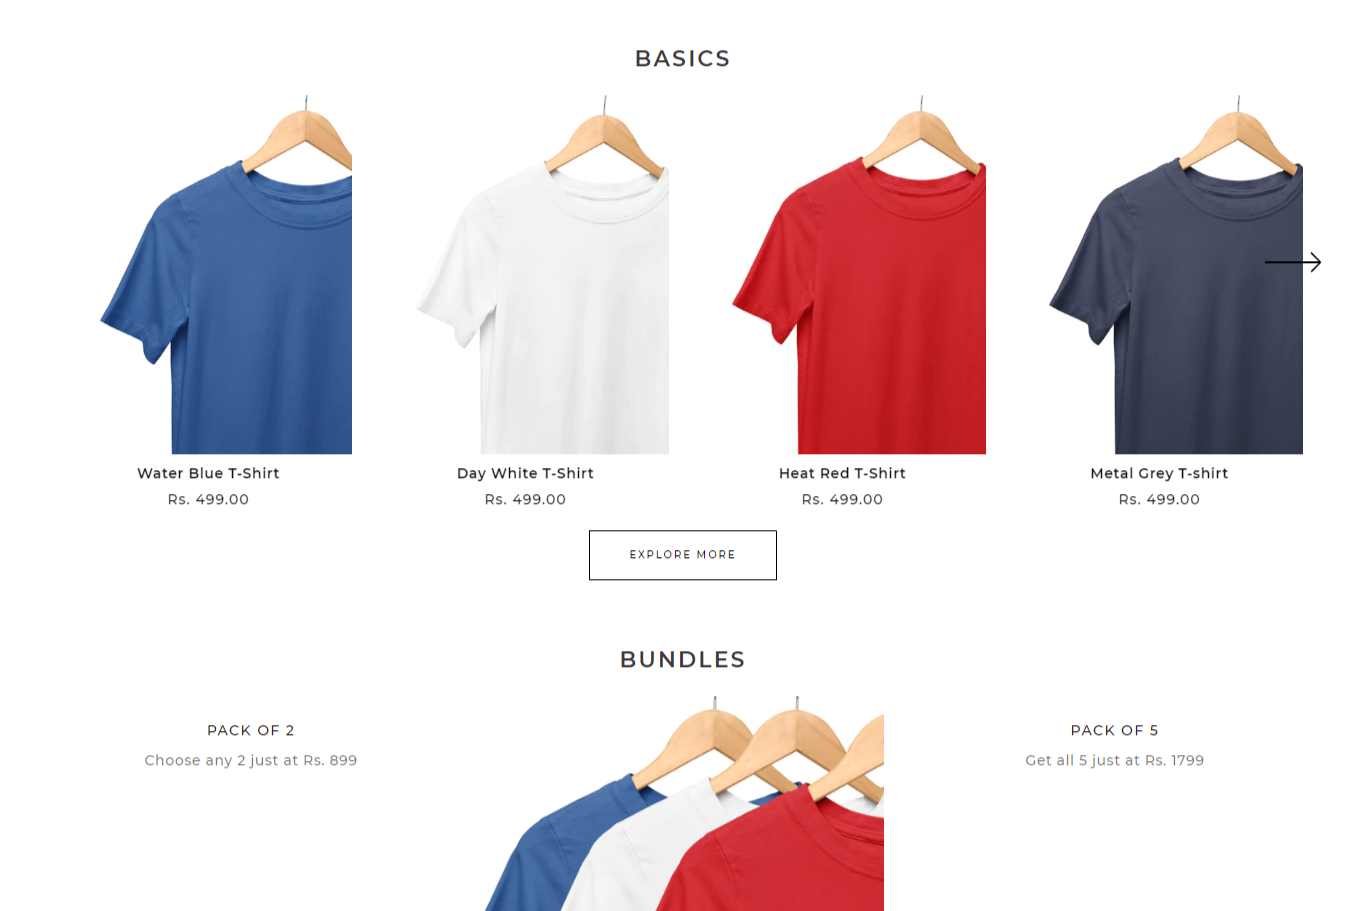 BASICS
Water Blue T-Shirt
Rs. 499.00
Day White T-Shirt
Rs. 499.00
Heat Red T-Shirt
Rs. 499.00
Metal Grey T-shirt
Rs. 499.00
EXPLORE MORE
BUNDLES
PACK OF 2
Choose any 2 just at Rs. 899
PACK OF 5
Get all 5 just at Rs. 1799